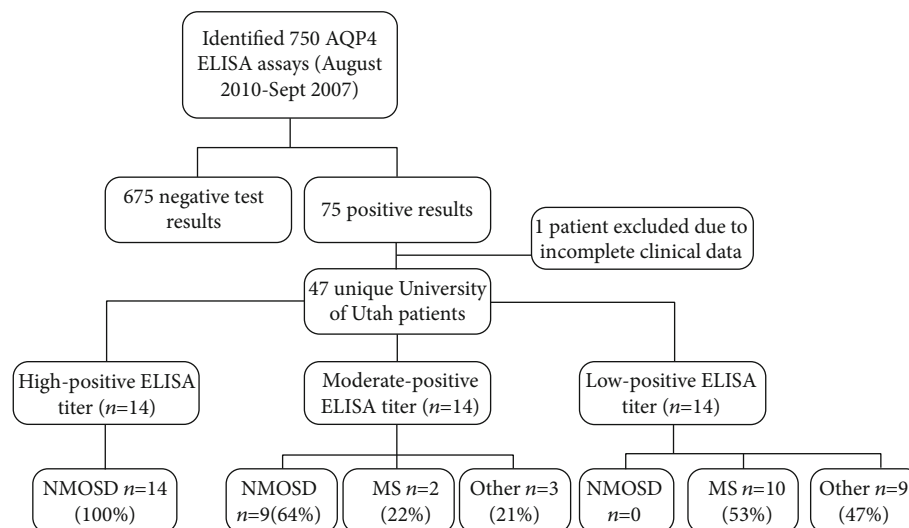 Identified 750 AQP4
ELISA assays (August
2010-Sept 2007)
675 negative test
results
75 positive results
1 patient excluded due to
incomplete clinical data
47 unique University
of Utah patients
High-positive ELISA
titer (n=14)
Moderate-positive
ELISA titer (n=14)
Low-positive ELISA
titer (n=14)
NMOSD n=14
(100%)
NMOSD
n=9(64%)
MS n=2
(22%)
Other n=3
(21%)
NMOSD
n=0
MS n=10
(53%)
Other n=9
(47%)